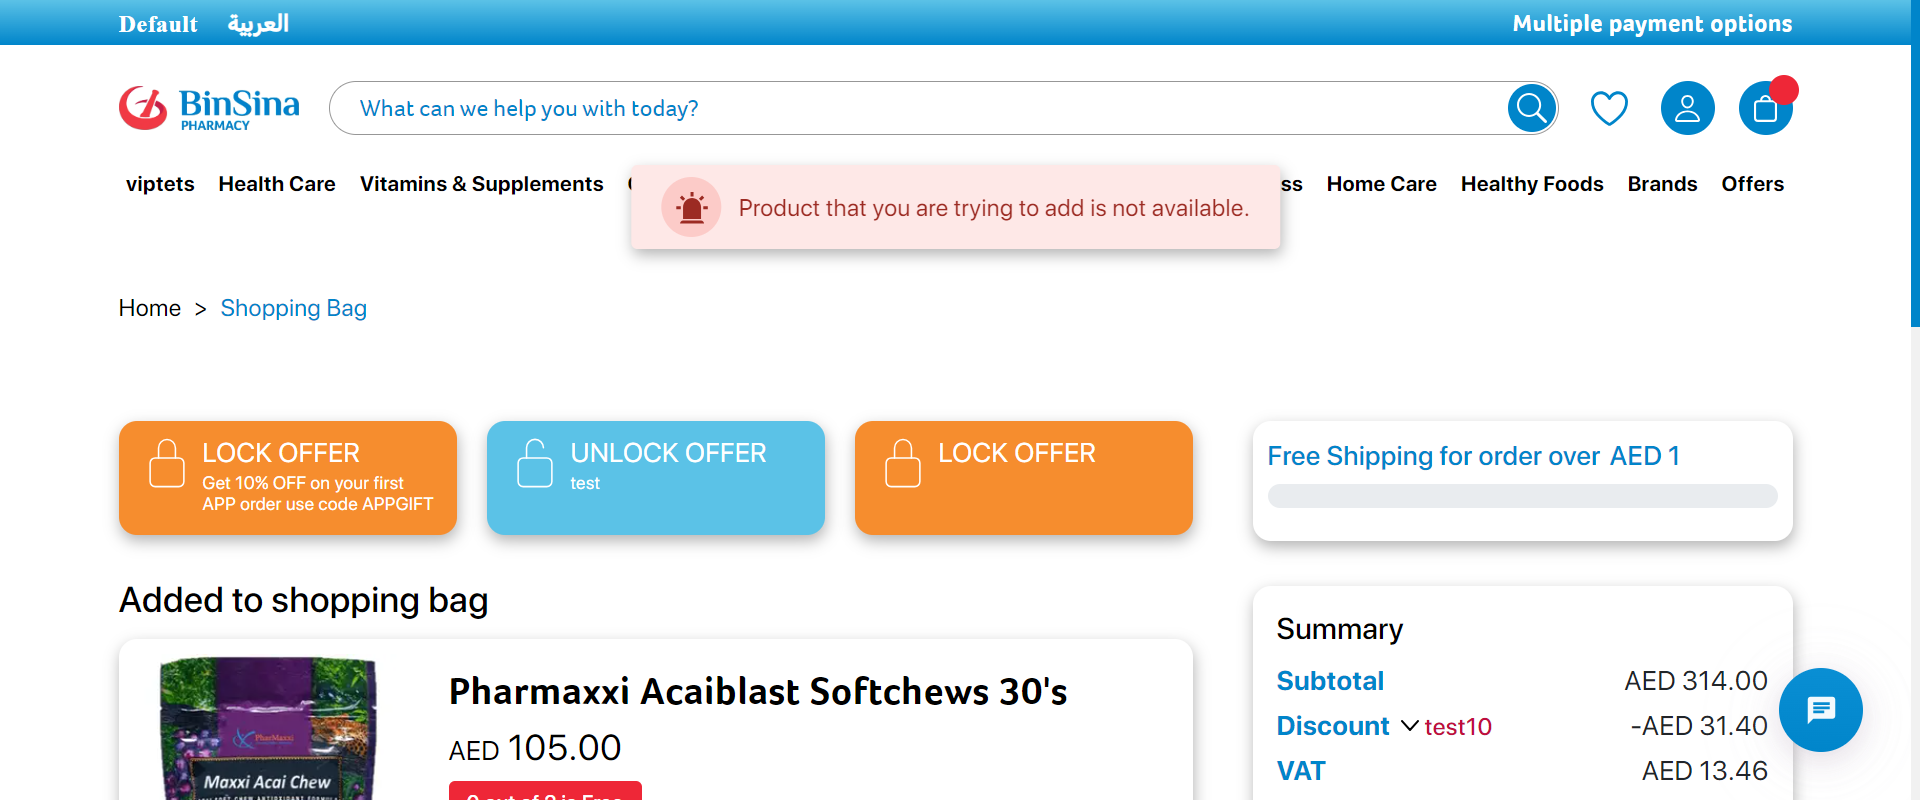 Default العربية Multiple payment options
BinSina
PHARMACY
What can we help you with today?
viptets Health Care Vitamins & Supplements Home Care Healthy Foods Brands Offers
Product that you are trying to add is not available.
Home > Shopping Bag
LOCK OFFER
Get 10% OFF on your first
APP order use code APPGIFT
UNLOCK OFFER
test
LOCK OFFER
Free Shipping for order over AED 1
Added to shopping bag
Pharmaxxi Acaiblast Softchews 30's
AED 105.00
PharMaxxi
Maxxi Acai Chew
Summary
Subtotal AED 314.00
Discount test10 -AED 31.40
VAT AED 13.46